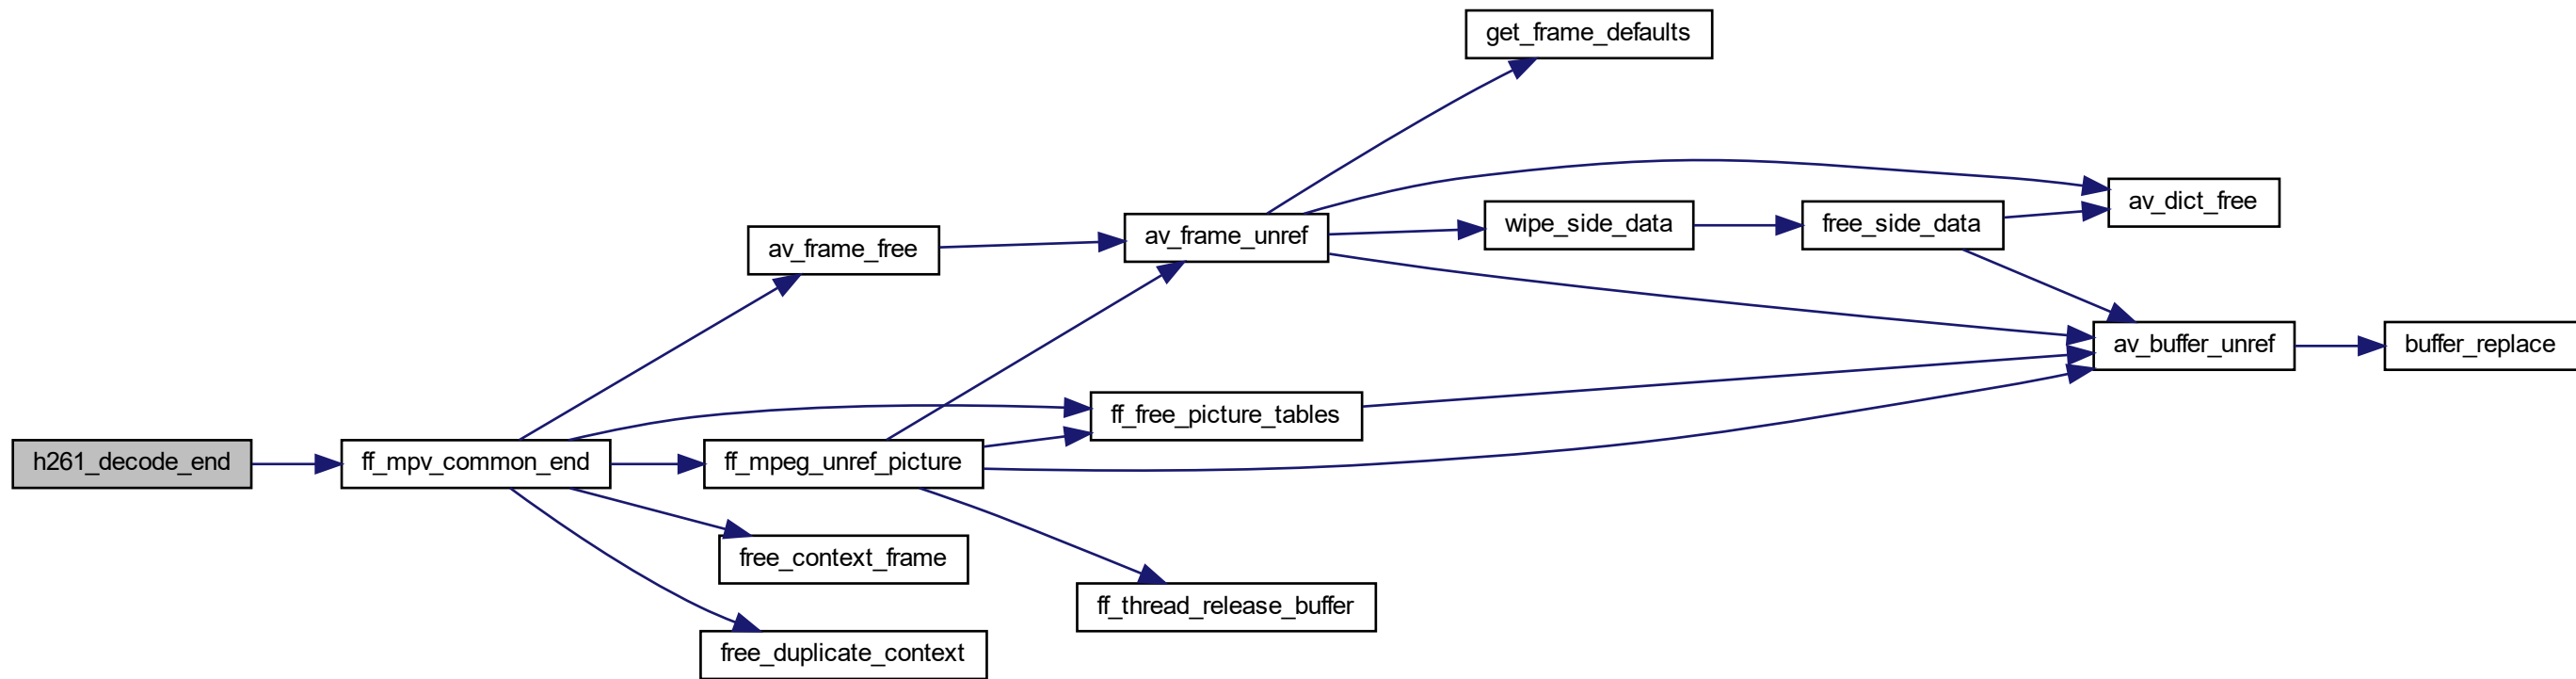 get_frame_defaults
av_dict_free
av_frame_unref
wipe_side_data
free_side_data
av_frame_free
av_buffer_unref
buffer_replace
ff_free_picture_tables
h261_decode_end
ff_mpv_common_end
ff_mpeg_unref_picture
free_context_frame
ff_thread_release_buffer
free_duplicate_context